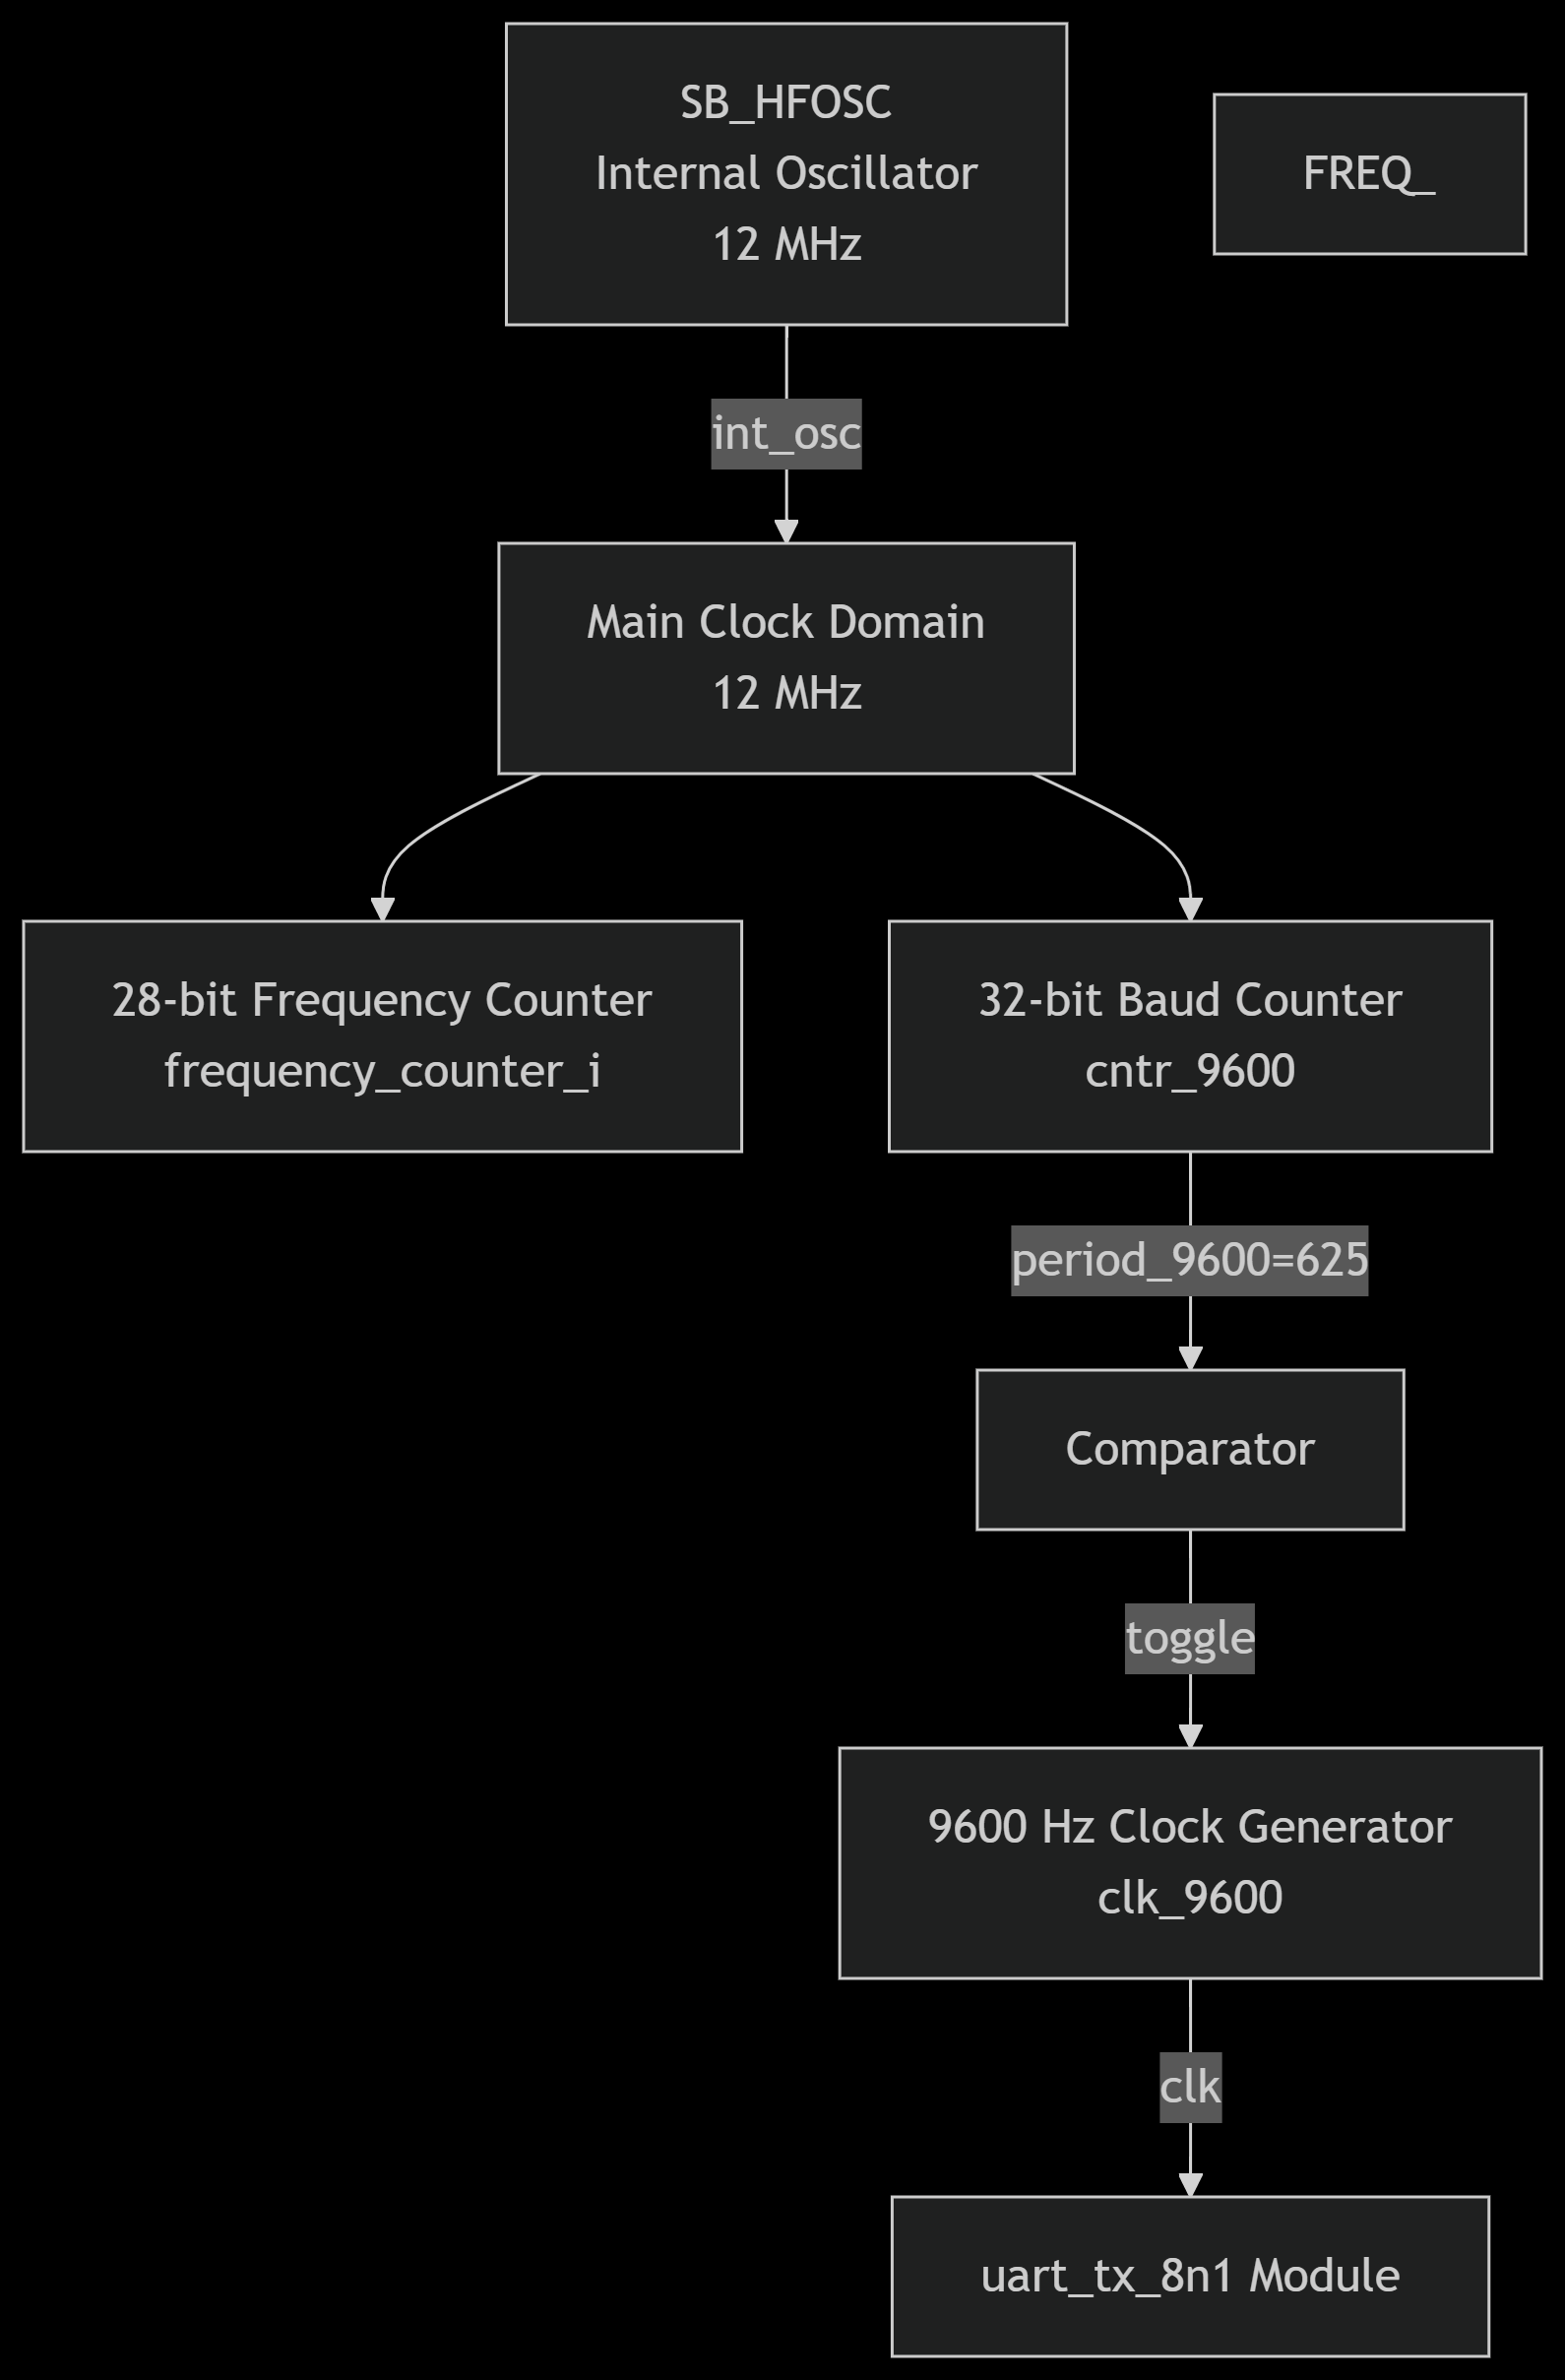 SB_HFOSC
Internal Oscillator
12 MHz
FREQ_
int_osc
Main Clock Domain
12 MHz
28-bit Frequency Counter
frequency_counter_i
32-bit Baud Counter
cntr_9600
period_9600=625
Comparator
toggle
9600 Hz Clock Generator
clk_9600
clk
uart_tx_8n1 Module